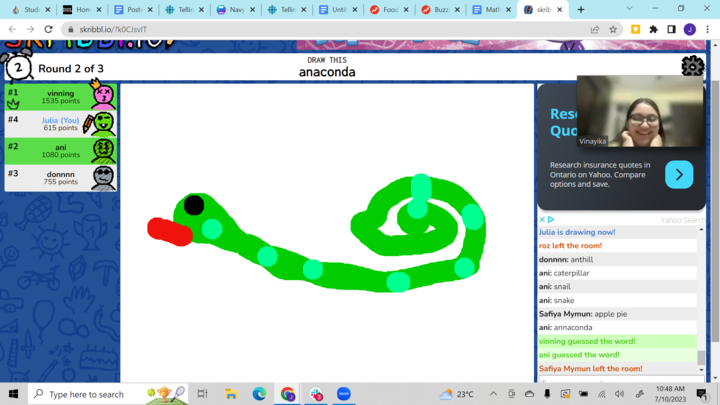 Stude
Hom
Posto
Tellin
Navy
Tellin
Untit
Food
Buzz
Math
skrib
skribbl.io/?k0CJsvIT
SKRIBBL.IO
2
Round 2 of 3
DRAW THIS
anaconda
#1
vinning
1535 points
#4
Julia (You)
615 points
#2
ani
1080 points
#3
donnnn
755 points
Vinayika
Research insurance quotes in
Ontario on Yahoo. Compare
options and save.
Yahoo Search
Julia is drawing now!
roz left the room!
donnnn: anthill
ani: caterpillar
ani: snail
ani: snake
Safiya Mymun: apple pie
ani: annaconda
vinning guessed the word!
ani guessed the word!
Safiya Mymun left the room!
Type here to search
zoom
23°C
10:48 AM
7/10/2023